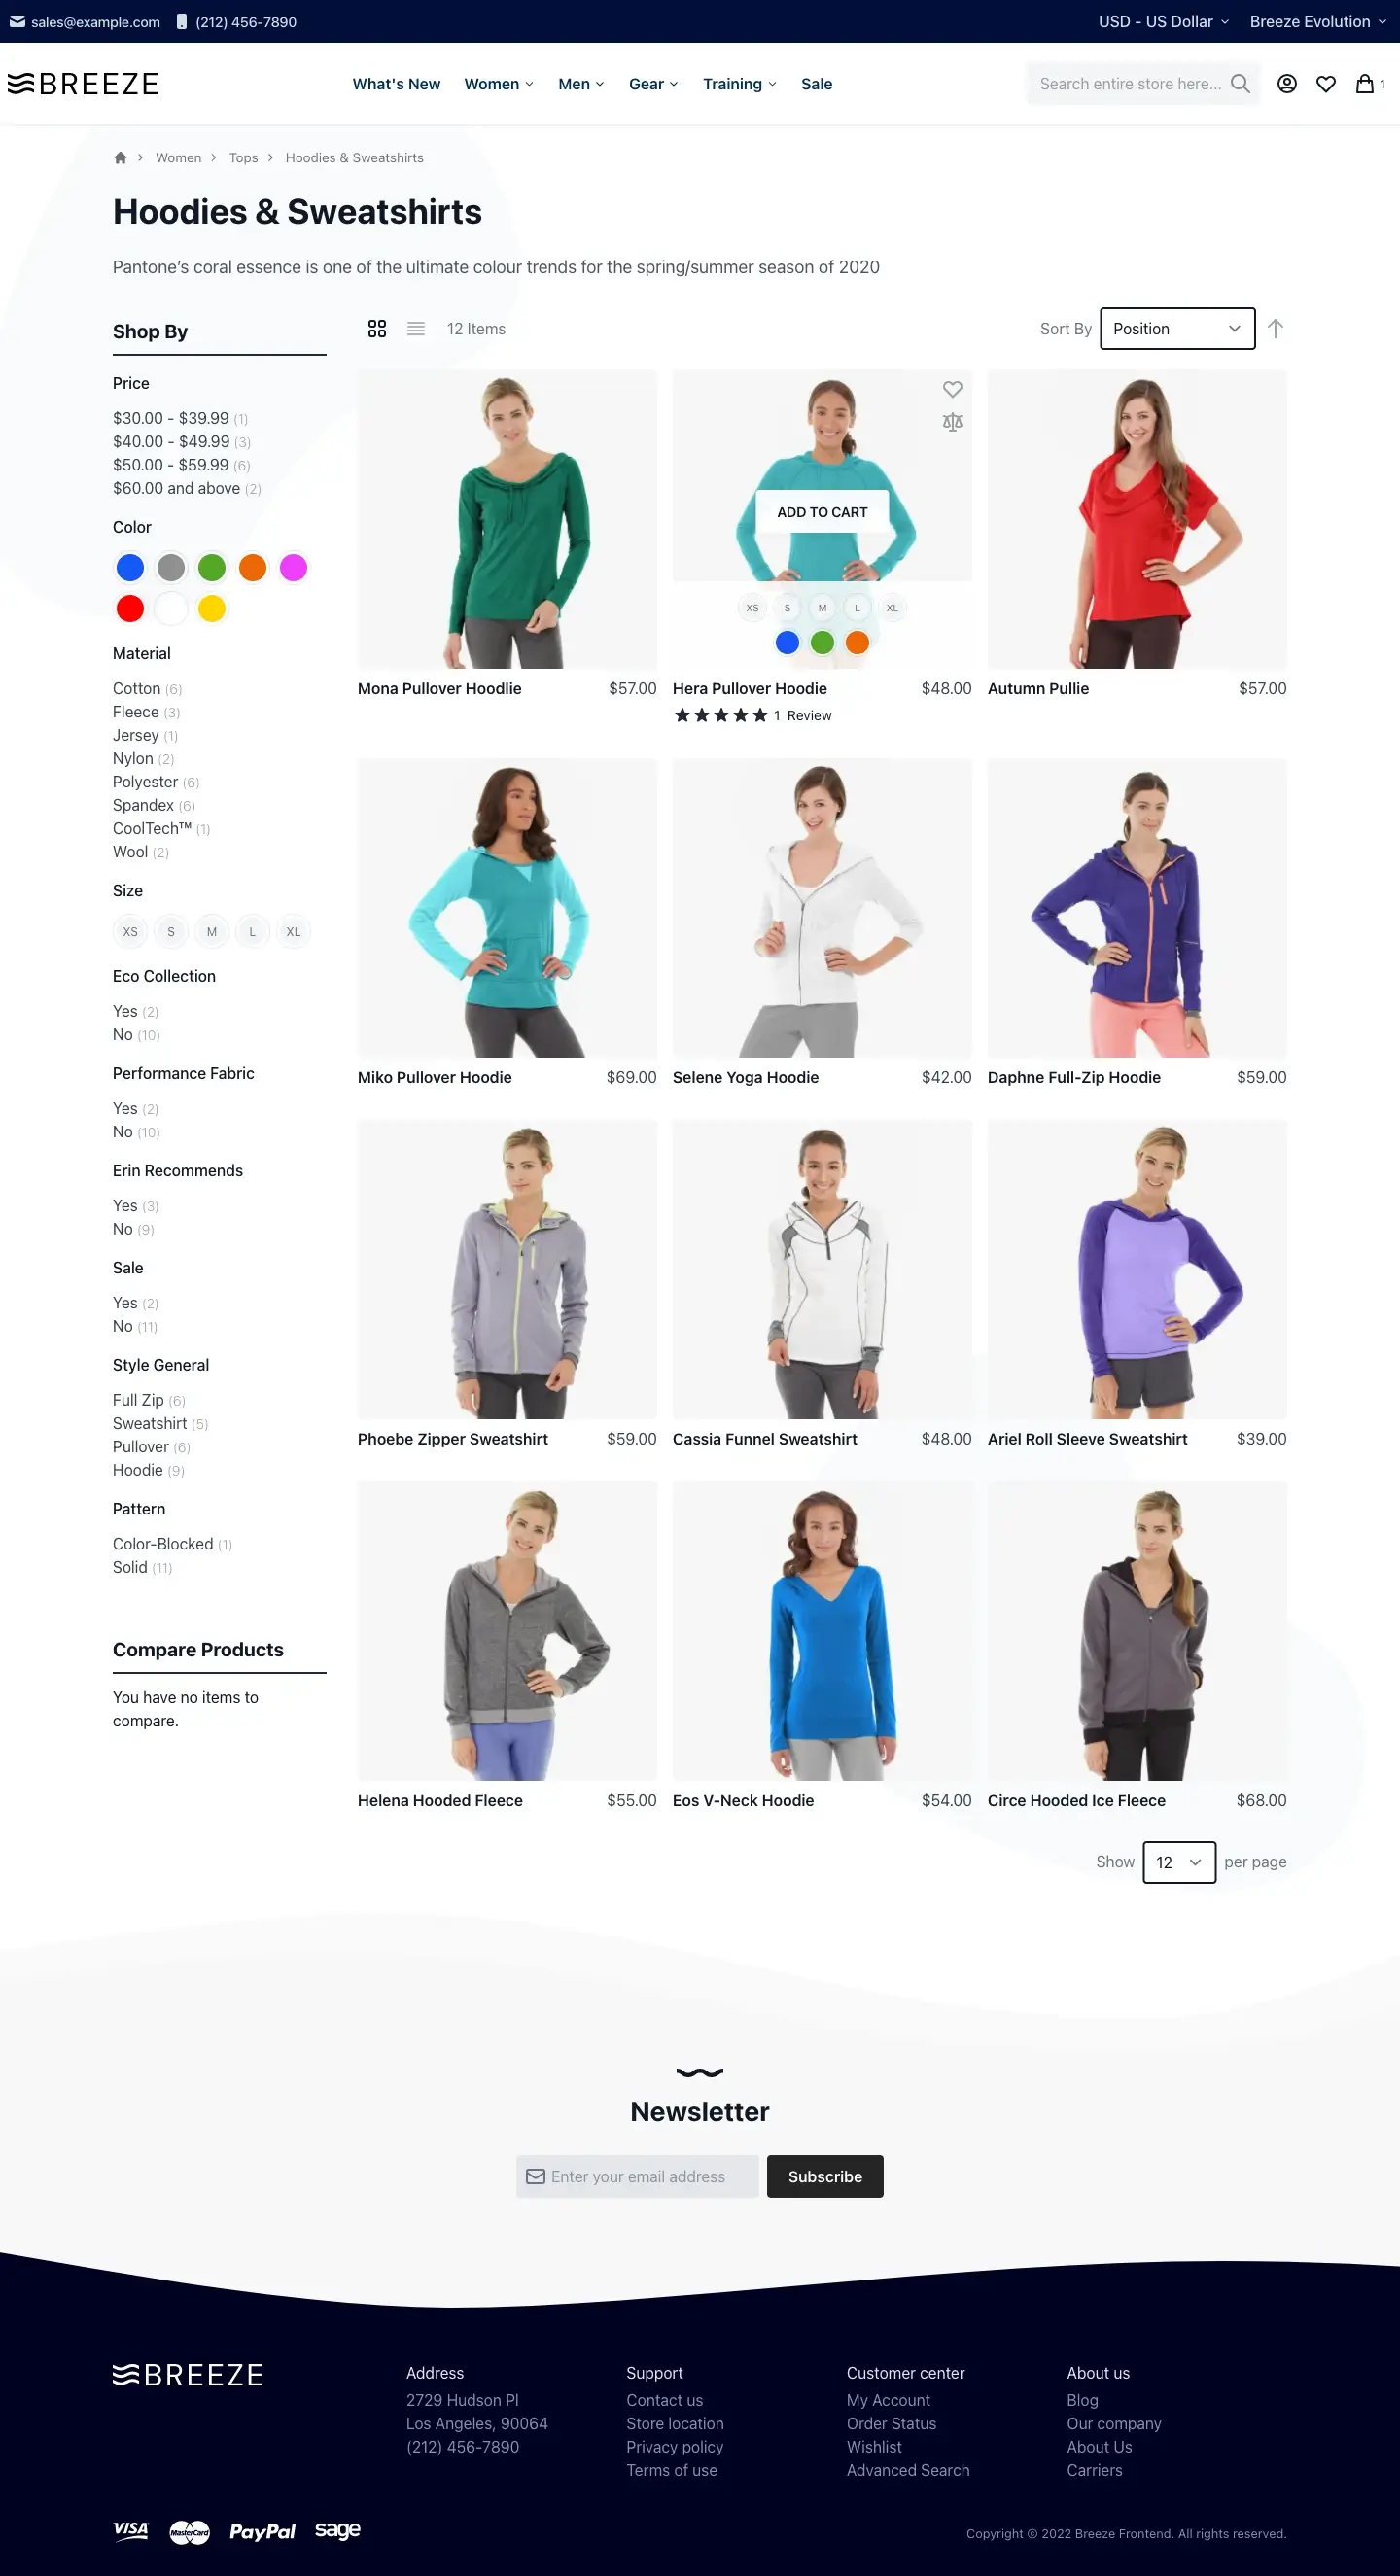 sales@example.com (212) 456-7890 USD - US Dollar Breeze Evolution
BREEZE What's New Women Men Gear Training Sale Search entire store here... 1
Women Tops Hoodies & Sweatshirts
Hoodies & Sweatshirts
Pantone’s coral essence is one of the ultimate colour trends for the spring/summer season of 2020
Shop By
Price
$30.00 - $39.99 (1)
$40.00 - $49.99 (3)
$50.00 - $59.99 (6)
$60.00 and above (2)
Color
Material
Cotton (6)
Fleece (3)
Jersey (1)
Nylon (2)
Polyester (6)
Spandex (6)
CoolTech™ (1)
Wool (2)
Size
XS S M L XL
Eco Collection
Yes (2)
No (10)
Performance Fabric
Yes (2)
No (10)
Erin Recommends
Yes (3)
No (9)
Sale
Yes (2)
No (11)
Style General
Full Zip (6)
Sweatshirt (5)
Pullover (6)
Hoodie (9)
Pattern
Color-Blocked (1)
Solid (11)
Compare Products
You have no items to
compare.
12 Items Sort By Position
ADD TO CART
XS S M L XL
Mona Pullover Hoodlie $57.00 Hera Pullover Hoodie $48.00 Autumn Pullie $57.00
1 Review
Miko Pullover Hoodie $69.00 Selene Yoga Hoodie $42.00 Daphne Full-Zip Hoodie $59.00
Phoebe Zipper Sweatshirt $59.00 Cassia Funnel Sweatshirt $48.00 Ariel Roll Sleeve Sweatshirt $39.00
Helena Hooded Fleece $55.00 Eos V-Neck Hoodie $54.00 Circe Hooded Ice Fleece $68.00
Show 12 per page
Newsletter
Enter your email address Subscribe
BREEZE
Address
2729 Hudson Pl
Los Angeles, 90064
(212) 456-7890
Support
Contact us
Store location
Privacy policy
Terms of use
Customer center
My Account
Order Status
Wishlist
Advanced Search
About us
Blog
Our company
About Us
Carriers
VISA MasterCard PayPal sage
Copyright © 2022 Breeze Frontend. All rights reserved.